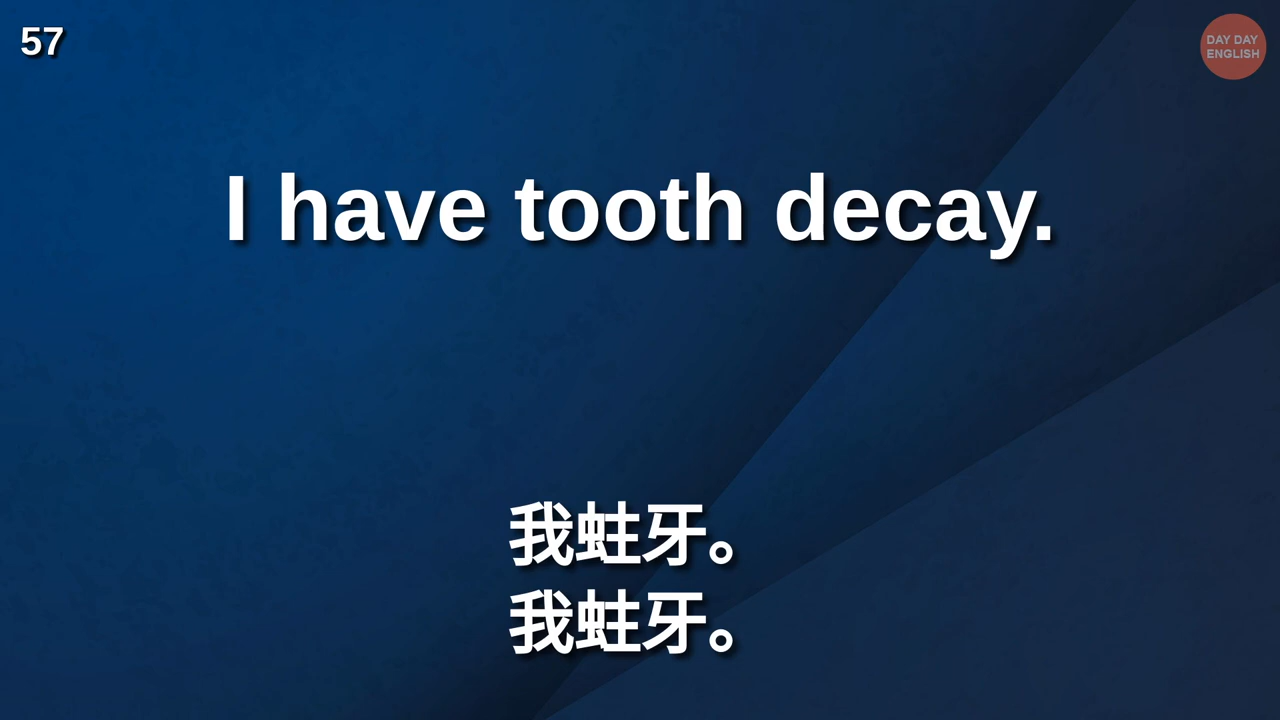 57
DAY DAY
ENGLISH
I have tooth decay.
我蛀牙。
我蛀牙。